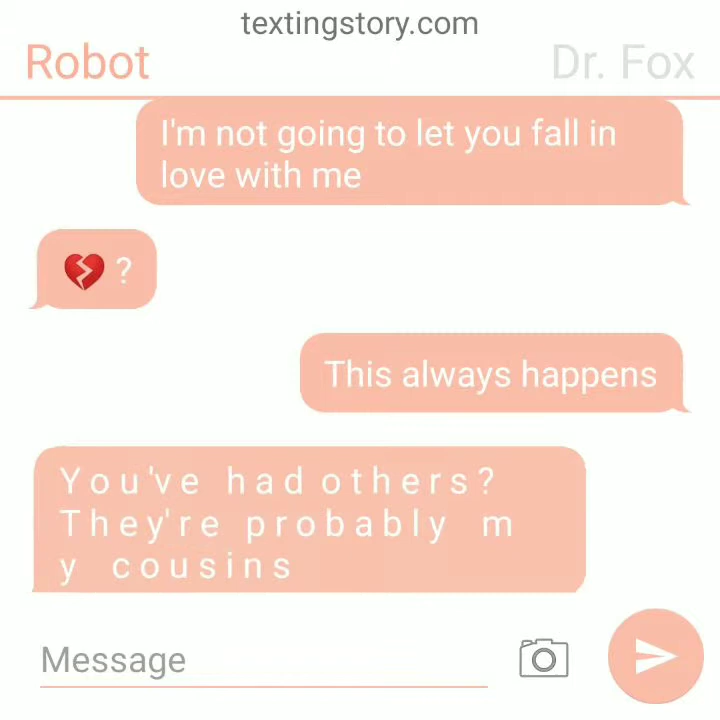 textingstory.com
Robot
Dr. Fox
I'm not going to let you fall in
love with me
💔 ?
This always happens
You've had others?
They're probably m
y cousins
Message